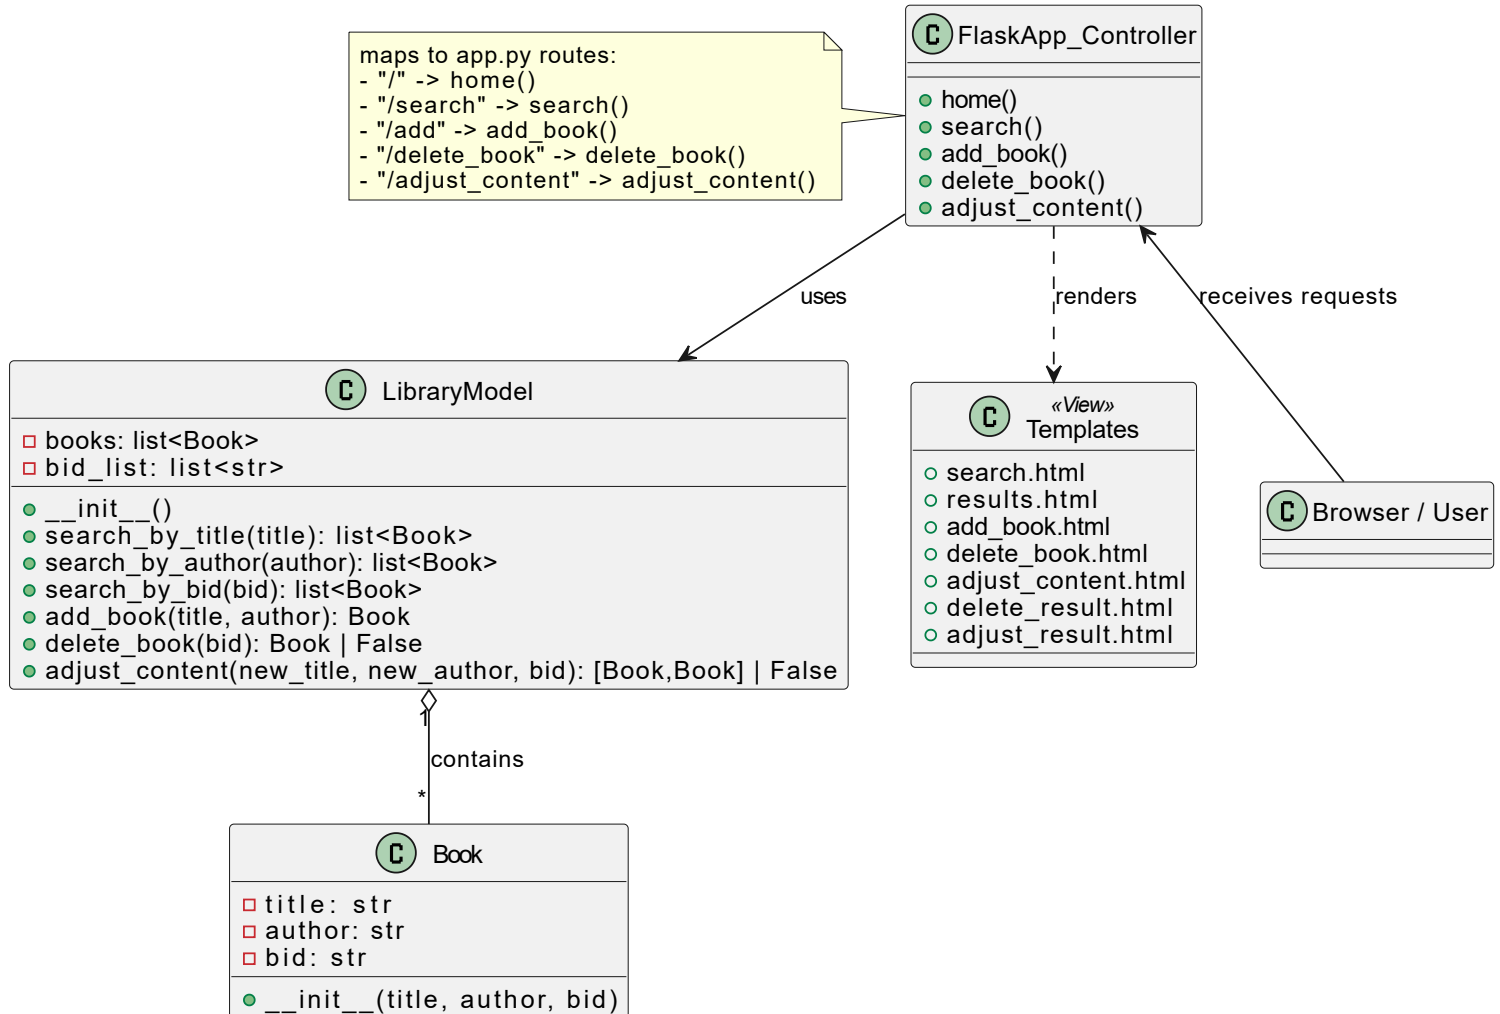 maps to app.py routes:
- "/" -> home()
- "/search" -> search()
- "/add" -> add_book()
- "/delete_book" -> delete_book()
- "/adjust_content" -> adjust_content()
C FlaskApp_Controller
home()
search()
add_book()
delete_book()
adjust_content()
uses
renders
receives requests
C LibraryModel
books: list<Book>
bid_list: list<str>
__init__()
search_by_title(title): list<Book>
search_by_author(author): list<Book>
search_by_bid(bid): list<Book>
add_book(title, author): Book
delete_book(bid): Book | False
adjust_content(new_title, new_author, bid): [Book,Book] | False
«View»
C Templates
search.html
results.html
add_book.html
delete_book.html
adjust_content.html
delete_result.html
adjust_result.html
C Browser / User
1
contains
*
C Book
title: str
author: str
bid: str
__init__(title, author, bid)